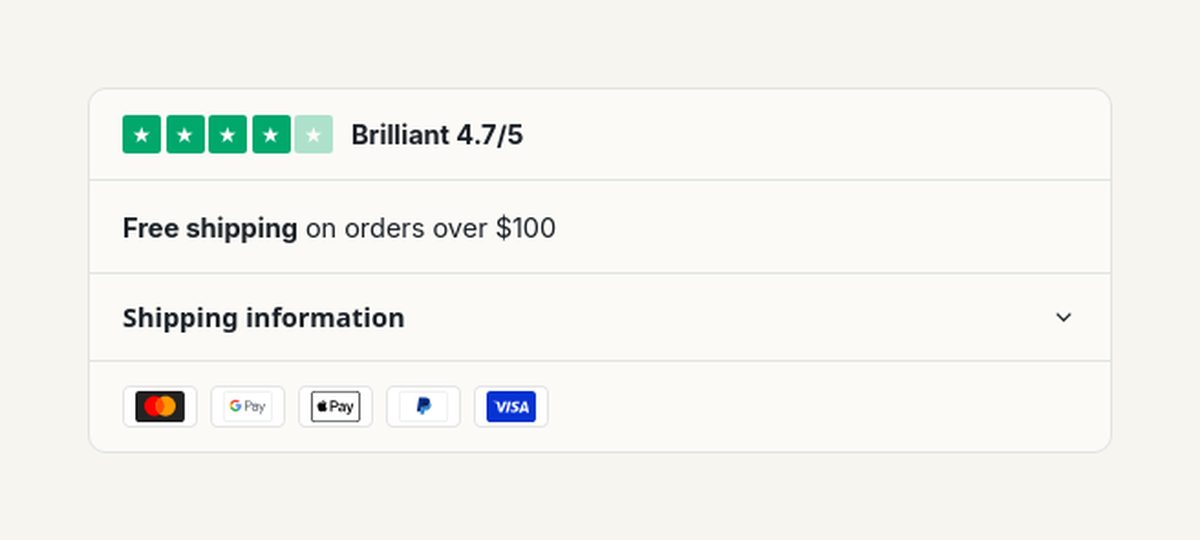 Brilliant 4.7/5
Free shipping on orders over $100
Shipping information
G Pay Pay VISA